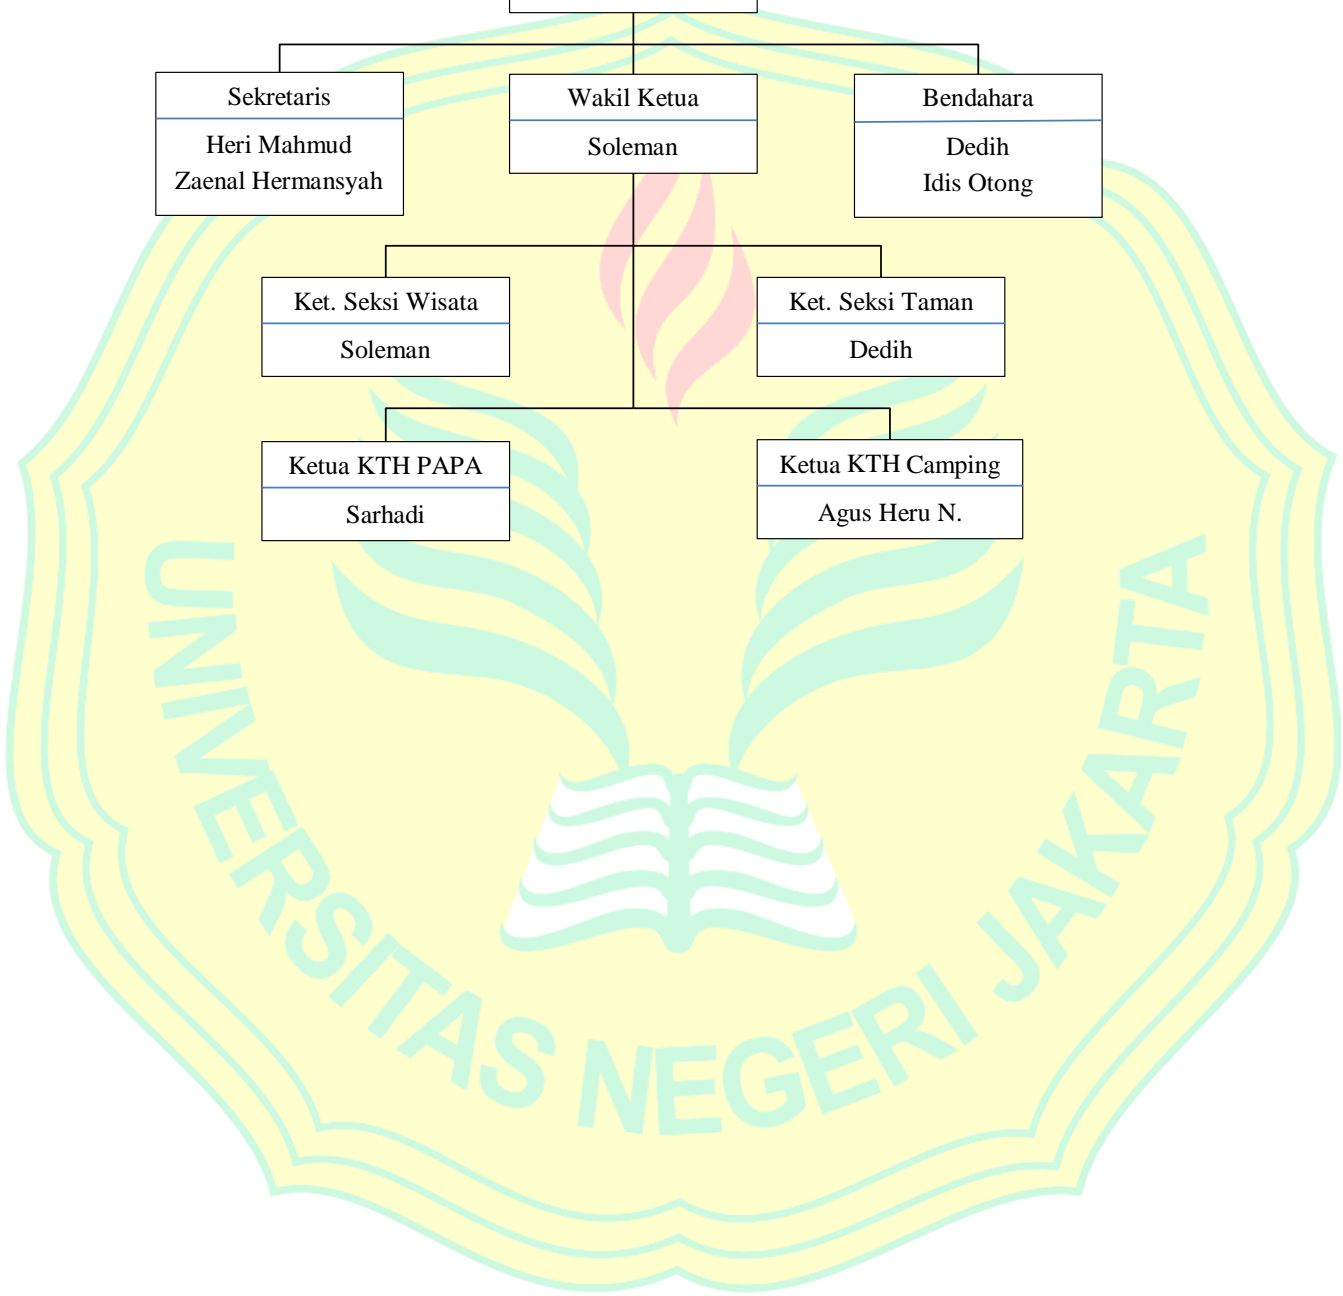 Sekretaris
Heri Mahmud
Zaenal Hermansyah
Wakil Ketua
Soleman
Bendahara
Dedih
Idis Otong
Ket. Seksi Wisata
Soleman
Ket. Seksi Taman
Dedih
Ketua KTH PAPA
Sarhadi
Ketua KTH Camping
Agus Heru N.
UNIVERSITAS NEGERI JAKARTA